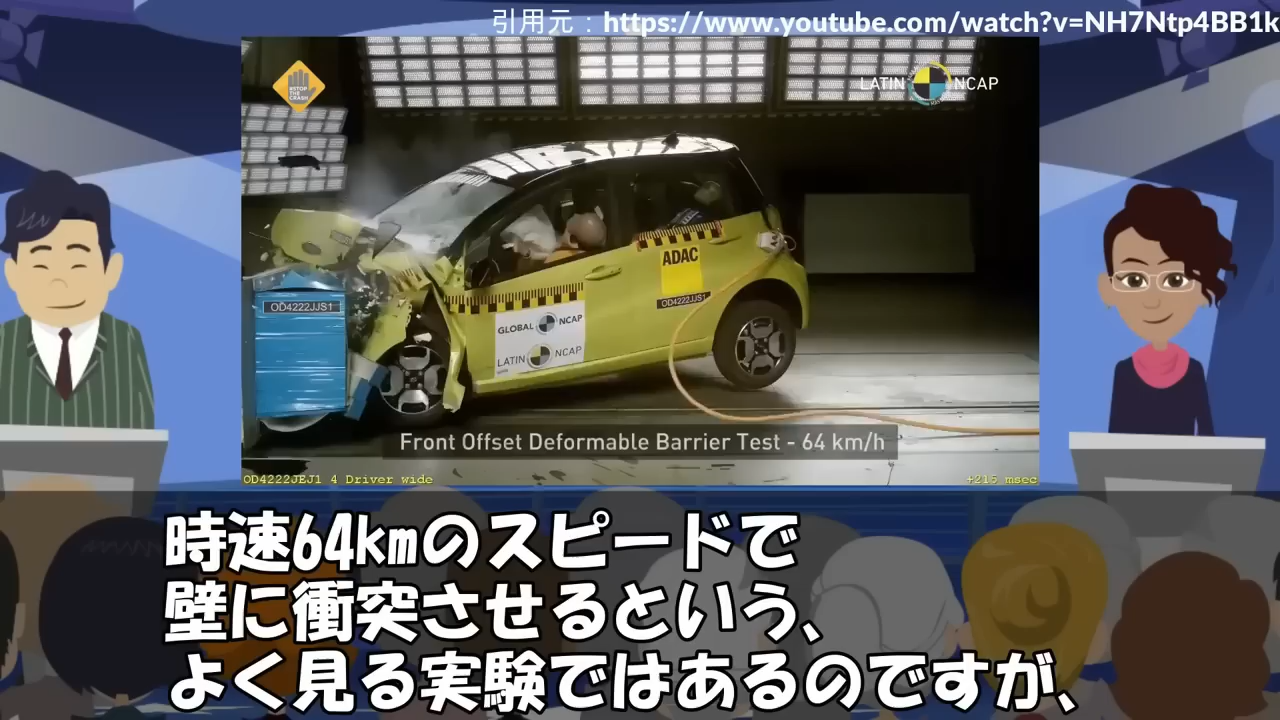 引用元：https://www.youtube.com/watch?v=NH7Ntp4BB1k
#STOP
THE
CRASH
LATIN NCAP
ADAC
OD4222JJS1
OD4222JJS1
GLOBAL NCAP
LATIN NCAP
Front Offset Deformable Barrier Test - 64 km/h
OD4222JEJ1 4 Driver wide
+215 msec
時速64kmのスピードで
壁に衝突させるという、
よく見る実験ではあるのですが、